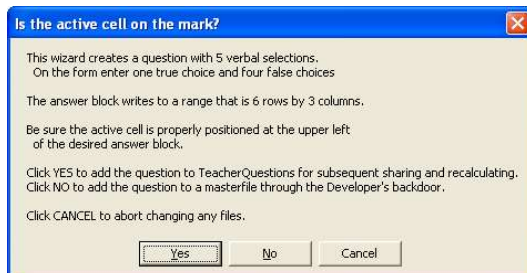 Is the active cell on the mark?
This wizard creates a question with 5 verbal selections.
On the form enter one true choice and four false choices
The answer block writes to a range that is 6 rows by 3 columns.
Be sure the active cell is properly positioned at the upper left
of the desired answer block.
Click YES to add the question to TeacherQuestions for subsequent sharing and recalculating.
Click NO to add the question to a masterfile through the Developer's backdoor.
Click CANCEL to abort changing any files.
Yes No Cancel